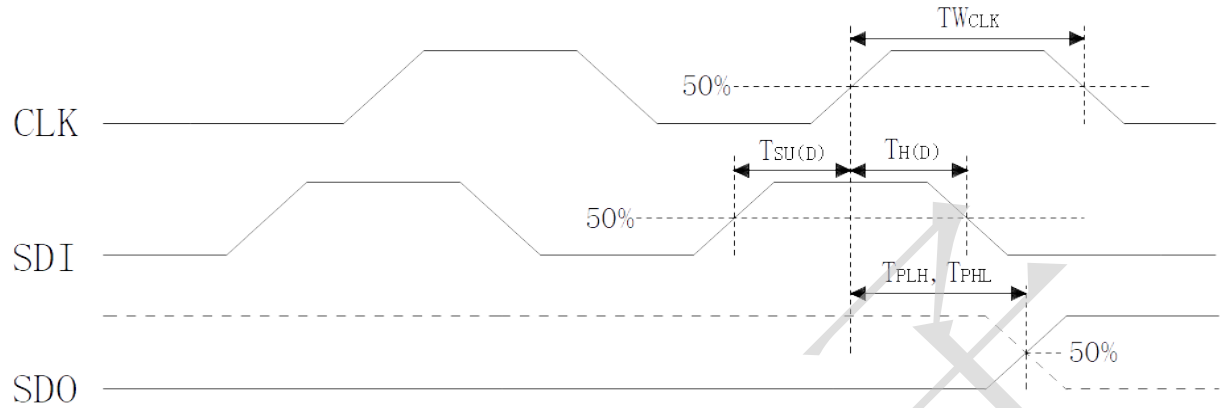 TWCLK
50%
CLK
TSU(D) TH(D)
50%
SDI
TPLH, TPHL
50%
SDO